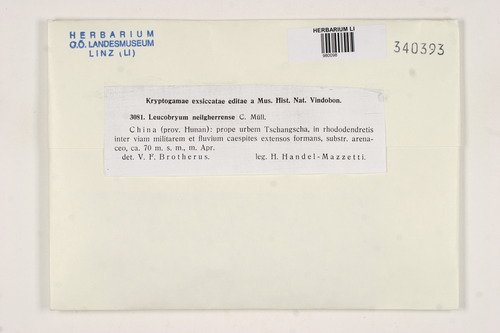 HERBARIUM
O.Ö. LANDESMUSEUM
LINZ (LI)
HERBARIUM LI
340393
Kryptogamae exsiccatae editae a Mus. Hist. Nat. Vindobon.
3081. Leucobryum neilgherrense C. Müll.
China (prov. Hunan): prope urbem Tschangscha, in rhododendretis
inter viam militarem et fluvium caespites extensos formans, substr. arena-
ceo, ca. 70 m. s. m., m. Apr.
det. V. F. Brotherus. leg. H. Handel-Mazzetti.